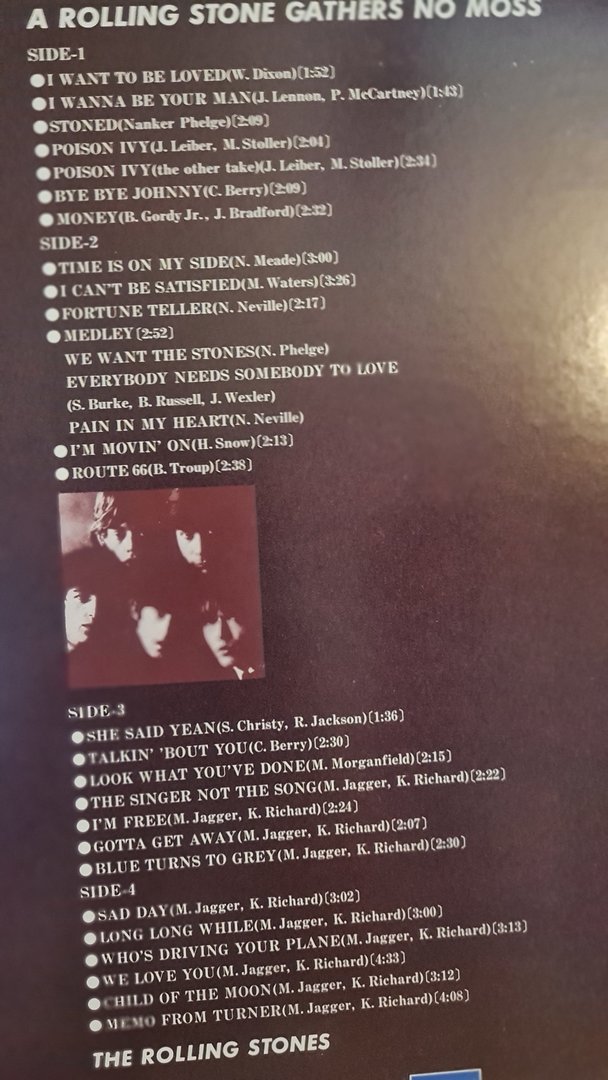 A ROLLING STONE GATHERS NO MOSS
SIDE-1
●I WANT TO BE LOVED(W. Dixon)(1:52)
●I WANNA BE YOUR MAN(J. Lennon, P. McCartney)(1:43)
●STONED(Nanker Phelge)(2:09)
●POISON IVY(J. Leiber, M. Stoller)(2:04)
●POISON IVY(the other take)(J. Leiber, M. Stoller)(2:34)
●BYE BYE JOHNNY(C. Berry)(2:09)
●MONEY(B. Gordy Jr., J. Bradford)(2:32)
SIDE-2
●TIME IS ON MY SIDE(N. Meade)(3:00)
●I CAN'T BE SATISFIED(M. Waters)(3:26)
●FORTUNE TELLER(N. Neville)(2:17)
●MEDLEY(2:52)
WE WANT THE STONES(N. Phelge)
EVERYBODY NEEDS SOMEBODY TO LOVE
(S. Burke, B. Russell, J. Wexler)
PAIN IN MY HEART(N. Neville)
●I'M MOVIN' ON(H. Snow)(2:13)
●ROUTE 66(B. Troup)(2:38)
SIDE-3
●SHE SAID YEAN(S. Christy, R. Jackson)(1:36)
●TALKIN' 'BOUT YOU(C. Berry)(2:30)
●LOOK WHAT YOU'VE DONE(M. Morganfield)(2:15)
●THE SINGER NOT THE SONG(M. Jagger, K. Richard)(2:22)
●I'M FREE(M. Jagger, K. Richard)(2:24)
●GOTTA GET AWAY(M. Jagger, K. Richard)(2:07)
●BLUE TURNS TO GREY(M. Jagger, K. Richard)(2:30)
SIDE-4
●SAD DAY(M. Jagger, K. Richard)(3:02)
●LONG LONG WHILE(M. Jagger, K. Richard)(3:00)
●WHO'S DRIVING YOUR PLANE(M. Jagger, K. Richard)(3:13)
●WE LOVE YOU(M. Jagger, K. Richard)(4:33)
●CHILD OF THE MOON(M. Jagger, K. Richard)(3:12)
●MEMO FROM TURNER(M. Jagger, K. Richard)(4:08)
THE ROLLING STONES